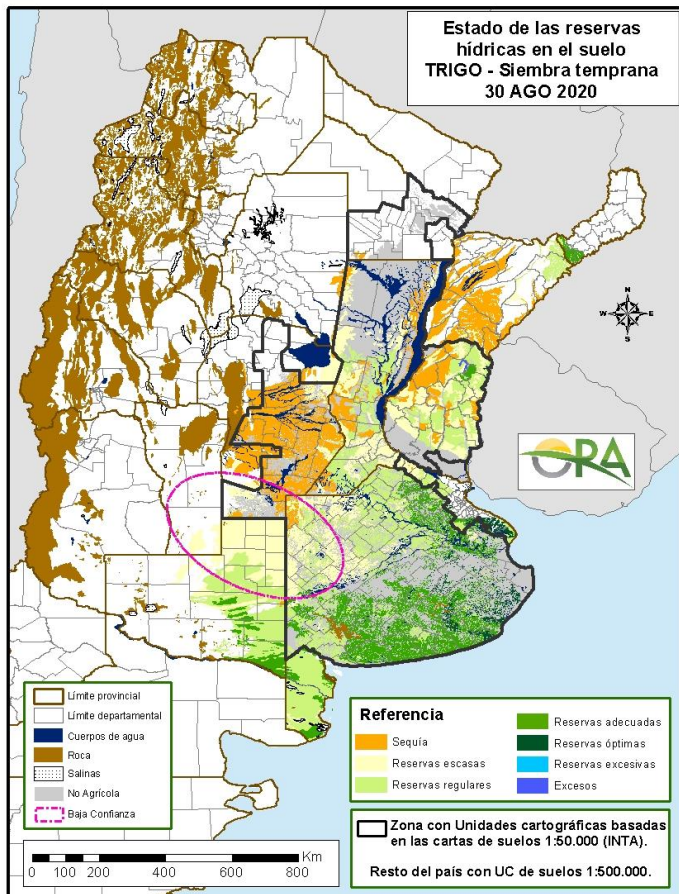 Estado de las reservas
hídricas en el suelo
TRIGO - Siembra temprana
30 AGO 2020
N
W
E
S
ORA
Límite provincial
Límite departamental
Cuerpos de agua
Roca
Salinas
No Agrícola
Baja Confianza
0 100 200 400 600 800 Km
Referencia
Sequía
Reservas escasas
Reservas regulares
Reservas adecuadas
Reservas óptimas
Reservas excesivas
Excesos
Zona con Unidades cartográficas basadas
en las cartas de suelos 1:50.000 (INTA).
Resto del país con UC de suelos 1:500.000.